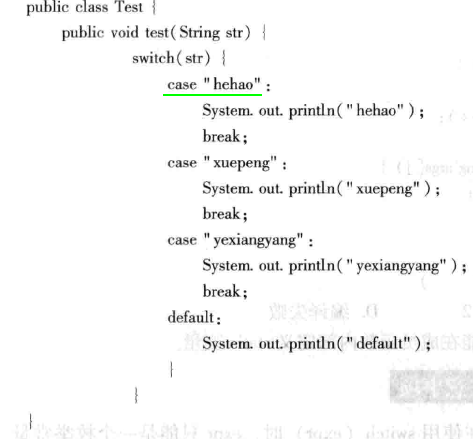 public class Test {
public void test( String str) {
switch( str) {
case "hehao" :
System. out. println( "hehao" ) ;
break;
case "xuepeng" :
System. out. println( "xuepeng" ) ;
break;
case "yexiangyang" :
System. out. println( "yexiangyang" ) ;
break;
default:
System. out. println( "default" ) ;
}
}
}